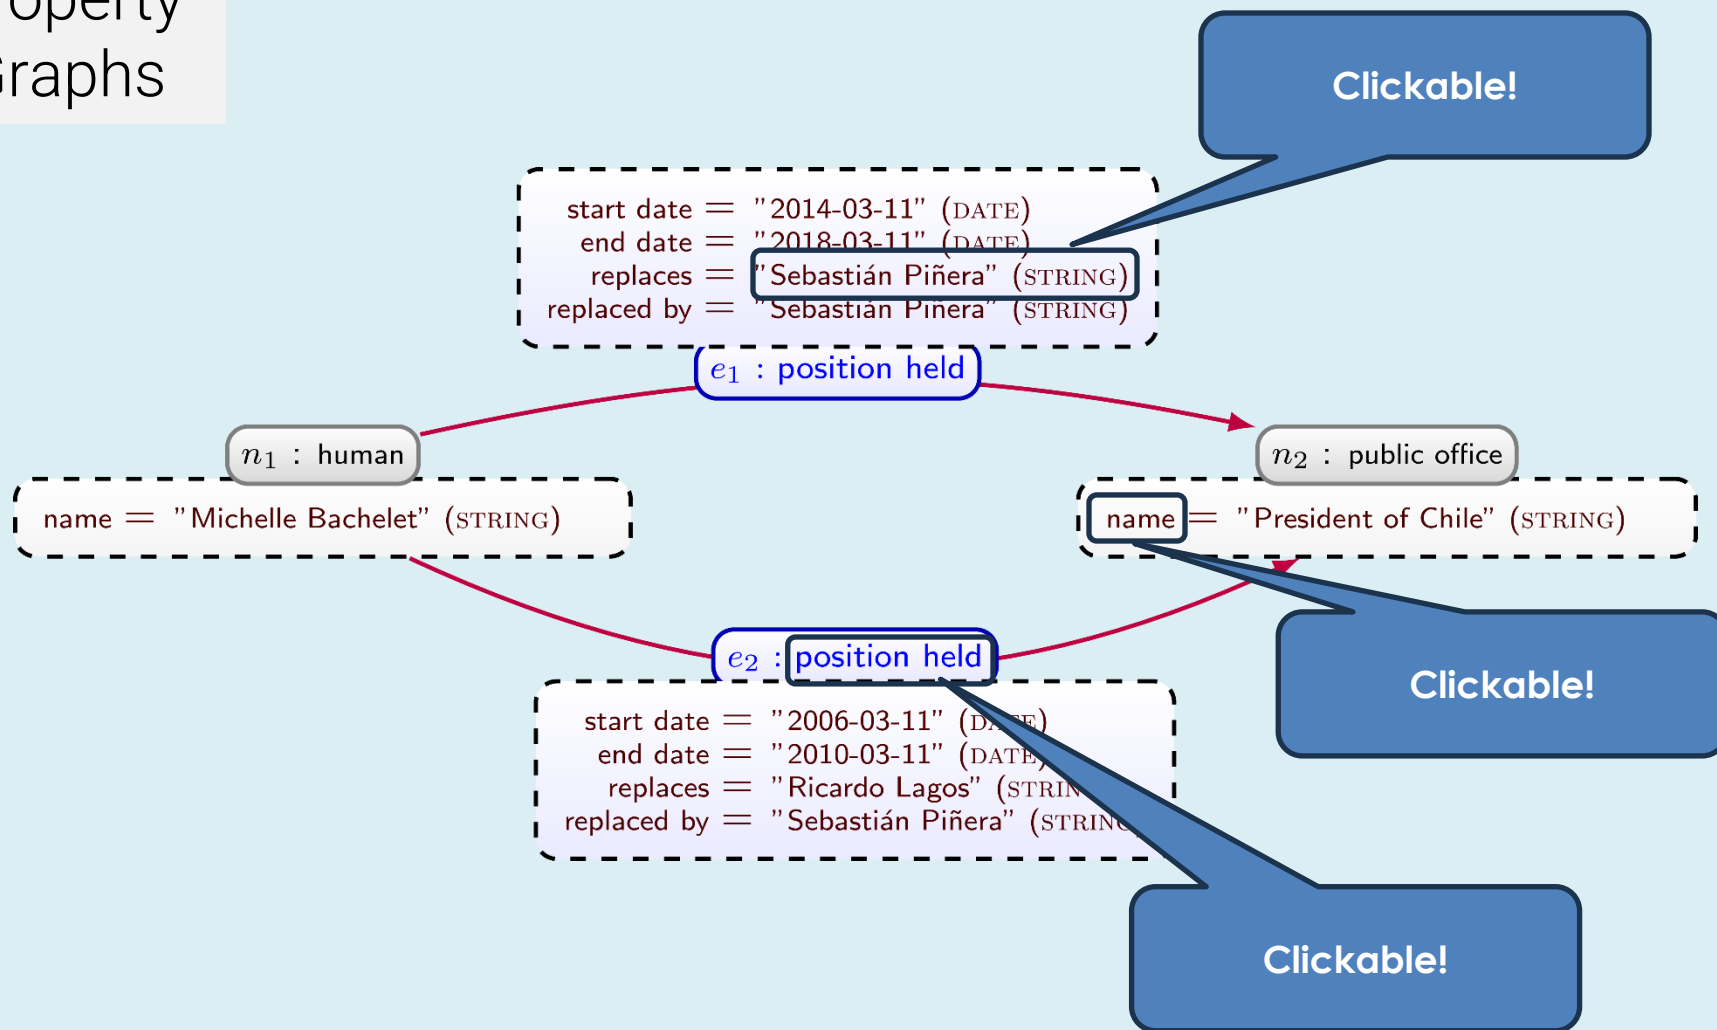 operty
Graphs
Clickable!
start date = "2014-03-11" (DATE)
end date = "2018-03-11" (DATE)
replaces = "Sebastián Piñera" (STRING)
replaced by = "Sebastián Piñera" (STRING)
e1 : position held
n1 : human
n2 : public office
name = "Michelle Bachelet" (STRING)
name = "President of Chile" (STRING)
Clickable!
e2 : position held
start date = "2006-03-11" (DATE)
end date = "2010-03-11" (DATE)
replaces = "Ricardo Lagos" (STRIN
replaced by = "Sebastián Piñera" (STRING)
Clickable!